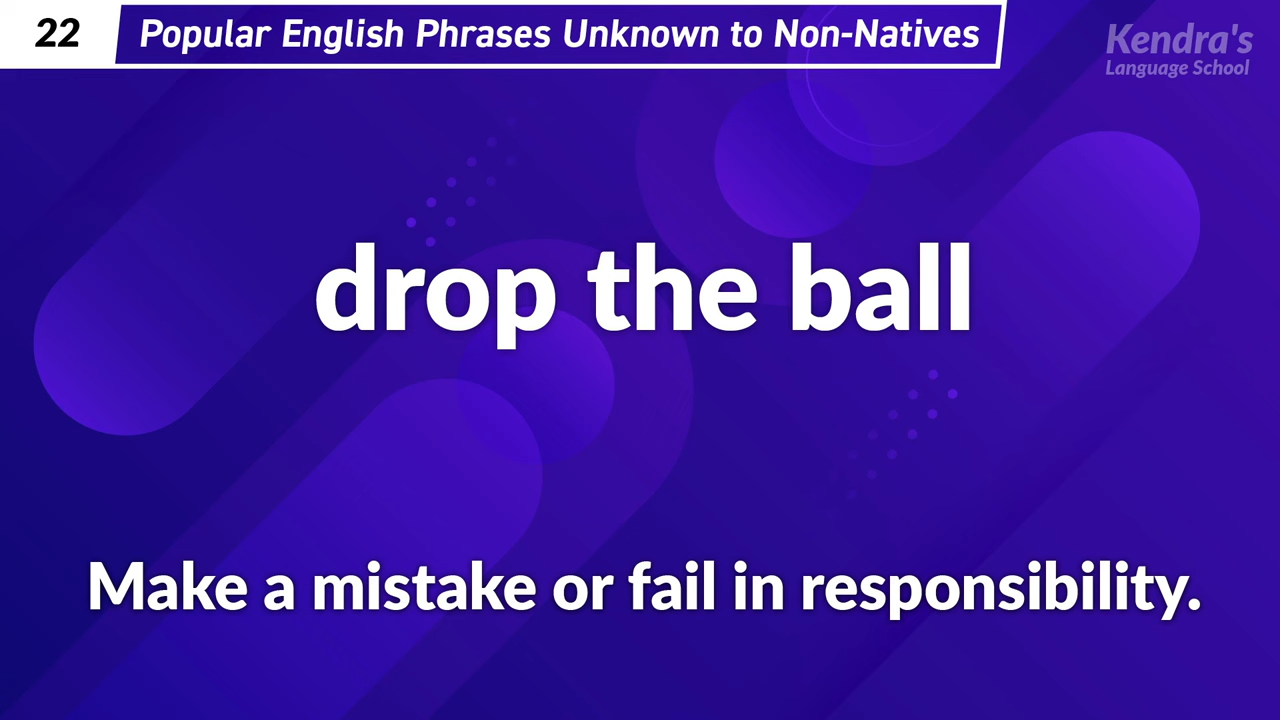 22
Popular English Phrases Unknown to Non-Natives
Kendra's
Language School
drop the ball
Make a mistake or fail in responsibility.